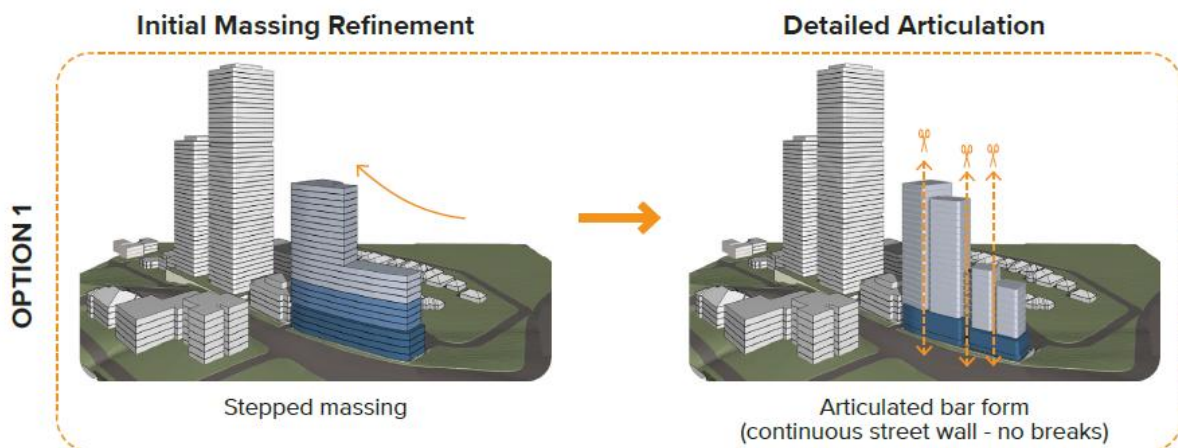 Initial Massing Refinement
Detailed Articulation
OPTION 1
Stepped massing
Articulated bar form
(continuous street wall - no breaks)